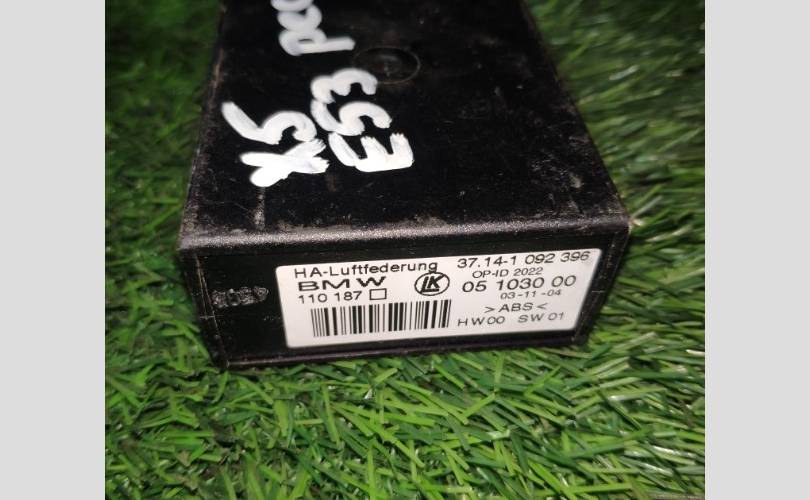 X5
E53
HA-Luftfederung 37.14-1 092 396
BMW LK OP-ID 2022
110 187 05 1030 00
03-11-04
>ABS<
HW00 SW01